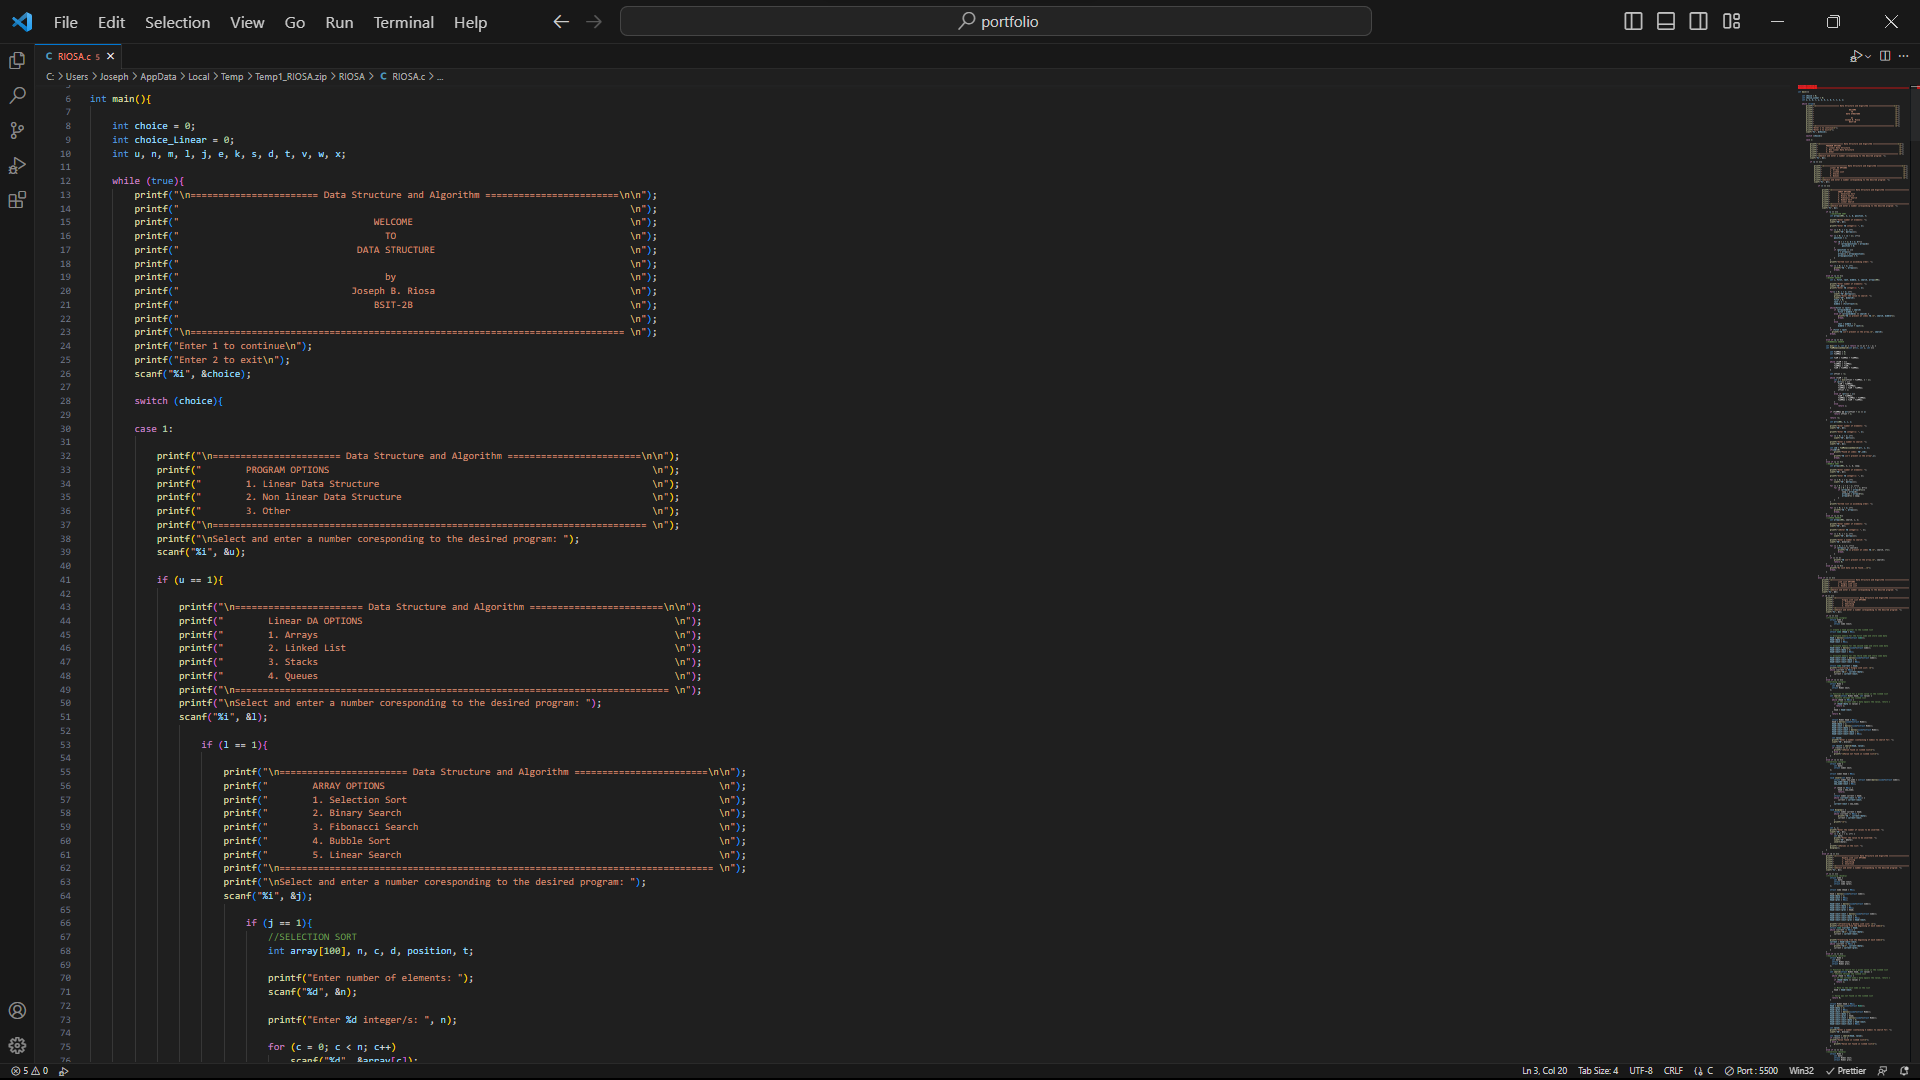 File Edit Selection View Go Run Terminal Help portfolio
C RIOSA.c 5
C: > Users > Joseph > AppData > Local > Temp > Temp1_RIOSA.zip > RIOSA > C RIOSA.c > ...
6 int main(){
7
8 int choice = 0;
9 int choice_Linear = 0;
10 int u, n, m, l, j, e, k, s, d, t, v, w, x;
11
12 while (true){
13 printf("\n======================= Data Structure and Algorithm ========================\n\n");
14 printf(" \n");
15 printf(" WELCOME \n");
16 printf(" TO \n");
17 printf(" DATA STRUCTURE \n");
18 printf(" \n");
19 printf(" by \n");
20 printf(" Joseph B. Riosa \n");
21 printf(" BSIT-2B \n");
22 printf(" \n");
23 printf("\n============================================================================== \n");
24 printf("Enter 1 to continue\n");
25 printf("Enter 2 to exit\n");
26 scanf("%i", &choice);
27
28 switch (choice){
29
30 case 1:
31
32 printf("\n======================= Data Structure and Algorithm ========================\n\n");
33 printf(" PROGRAM OPTIONS \n");
34 printf(" 1. Linear Data Structure \n");
35 printf(" 2. Non linear Data Structure \n");
36 printf(" 3. Other \n");
37 printf("\n============================================================================== \n");
38 printf("\nSelect and enter a number coresponding to the desired program: ");
39 scanf("%i", &u);
40
41 if (u == 1){
42
43 printf("\n======================= Data Structure and Algorithm ========================\n\n");
44 printf(" Linear DA OPTIONS \n");
45 printf(" 1. Arrays \n");
46 printf(" 2. Linked List \n");
47 printf(" 3. Stacks \n");
48 printf(" 4. Queues \n");
49 printf("\n============================================================================== \n");
50 printf("\nSelect and enter a number coresponding to the desired program: ");
51 scanf("%i", &l);
52
53 if (l == 1){
54
55 printf("\n======================= Data Structure and Algorithm ========================\n\n");
56 printf(" ARRAY OPTIONS \n");
57 printf(" 1. Selection Sort \n");
58 printf(" 2. Binary Search \n");
59 printf(" 3. Fibonacci Search \n");
60 printf(" 4. Bubble Sort \n");
61 printf(" 5. Linear Search \n");
62 printf("\n============================================================================== \n");
63 printf("\nSelect and enter a number coresponding to the desired program: ");
64 scanf("%i", &j);
65
66 if (j == 1){
67 //SELECTION SORT
68 int array[100], n, c, d, position, t;
69
70 printf("Enter number of elements: ");
71 scanf("%d", &n);
72
73 printf("Enter %d integer/s: ", n);
74
75 for (c = 0; c < n; c++)
76 scanf("%d", &array[c]);
5 0 Ln 3, Col 20 Tab Size: 4 UTF-8 CRLF C Port : 5500 Win32 Prettier